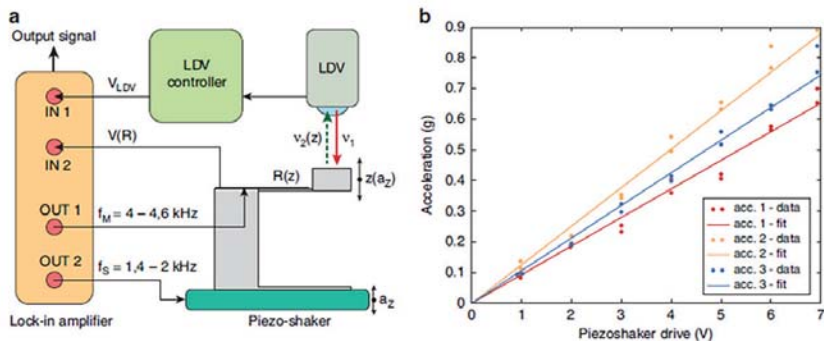 a
Output signal
LDV
controller
LDV
V_LDV
IN 1
V(R)
IN 2
ν₂(z)
ν₁
R(z)
z(a_Z)
OUT 1
f_M = 4 – 4,6 kHz
OUT 2
f_S = 1,4 – 2 kHz
a_Z
Lock-in amplifier
Piezo-shaker
b
Acceleration (g)
0.9
0.8
0.7
0.6
0.5
0.4
0.3
0.2
0.1
0
0 1 2 3 4 5 6 7
Piezoshaker drive (V)
acc. 1 - data
acc. 1 - fit
acc. 2 - data
acc. 2 - fit
acc. 3 - data
acc. 3 - fit